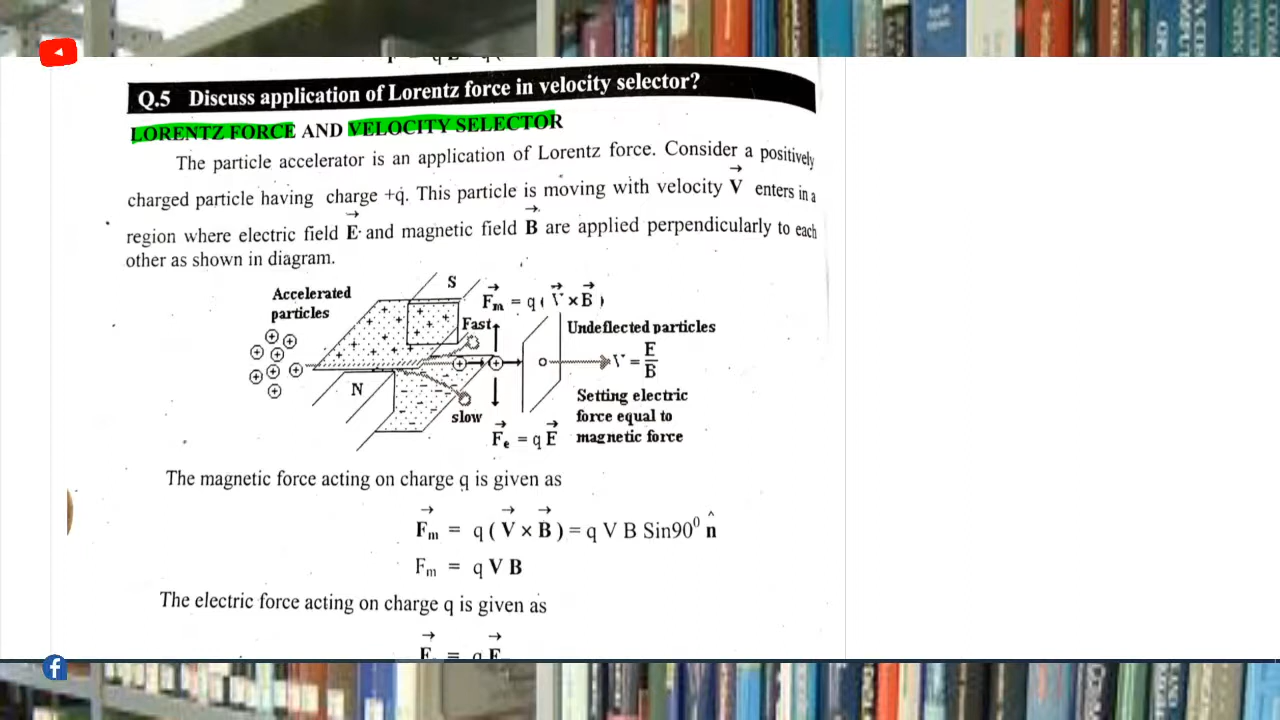 Q.5 Discuss application of Lorentz force in velocity selector?
LORENTZ FORCE AND VELOCITY SELECTOR
The particle accelerator is an application of Lorentz force. Consider a positively
charged particle having charge +q. This particle is moving with velocity V⃗ enters in a
region where electric field E⃗ and magnetic field B⃗ are applied perpendicularly to each
other as shown in diagram.
Accelerated
particles
S
F⃗m = q ( V⃗ × B⃗ )
Fast
Undeflected particles
V = E/B
N
slow
Setting electric
force equal to
magnetic force
F⃗e = q E⃗
The magnetic force acting on charge q is given as
F⃗m = q ( V⃗ × B⃗ ) = q V B Sin90⁰ n̂
Fm = q V B
The electric force acting on charge q is given as